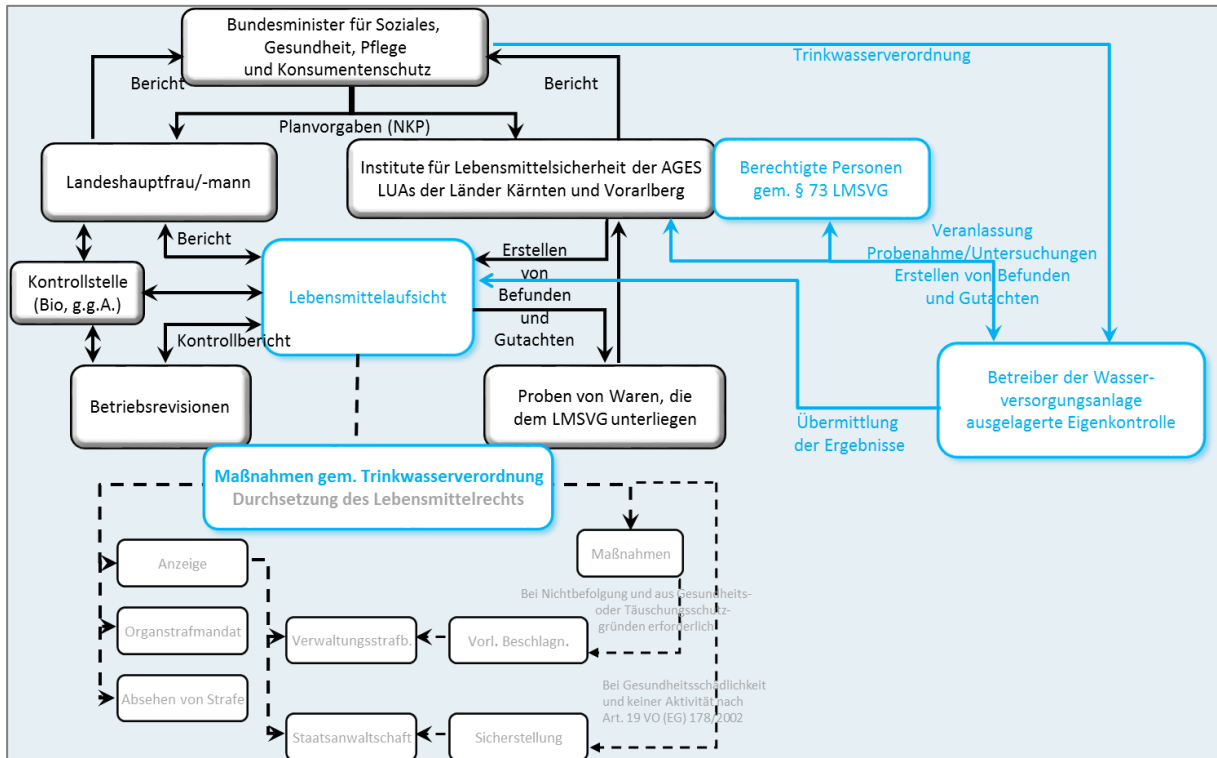 Bundesminister für Soziales,
Gesundheit, Pflege
und Konsumentenschutz
Trinkwasserverordnung
Bericht
Bericht
Planvorgaben (NKP)
Landeshauptfrau/-mann
Institute für Lebensmittelsicherheit der AGES
LUAs der Länder Kärnten und Vorarlberg
Berechtigte Personen
gem. § 73 LMSVG
Bericht
Erstellen
von
Befunden
und
Gutachten
Veranlassung
Probenahme/Untersuchungen
Erstellen von Befunden
und Gutachten
Kontrollstelle
(Bio, g.g.A.)
Lebensmittelaufsicht
Kontrollbericht
Betriebsrevisionen
Proben von Waren, die
dem LMSVG unterliegen
Betreiber der Wasser-
versorgungsanlage
ausgelagerte Eigenkontrolle
Übermittlung
der Ergebnisse
Maßnahmen gem. Trinkwasserverordnung
Durchsetzung des Lebensmittelrechts
Anzeige
Maßnahmen
Bei Nichtbefolgung und aus Gesundheits-
oder Täuschungsschutz-
gründen erforderlich
Organstrafmandat
Verwaltungsstrafb.
Vorl. Beschlagn.
Absehen von Strafe
Bei Gesundheitsschädlichkeit
und keiner Aktivität nach
Art. 19 VO (EG) 178/2002
Staatsanwaltschaft
Sicherstellung